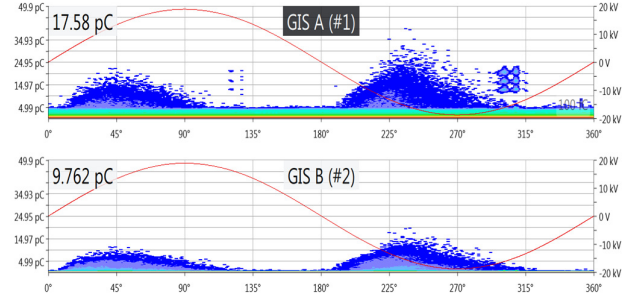 49.9 pC
17.58 pC
GIS A (#1)
20 kV
34.93 pC
10 kV
24.95 pC
0 kV
14.97 pC
-10 kV
4.99 pC
-20 kV
0° 45° 90° 135° 180° 225° 270° 315° 360°
49.9 pC
9.762 pC
GIS B (#2)
20 kV
34.93 pC
10 kV
24.95 pC
0 kV
14.97 pC
-10 kV
4.99 pC
-20 kV
0° 45° 90° 135° 180° 225° 270° 315° 360°